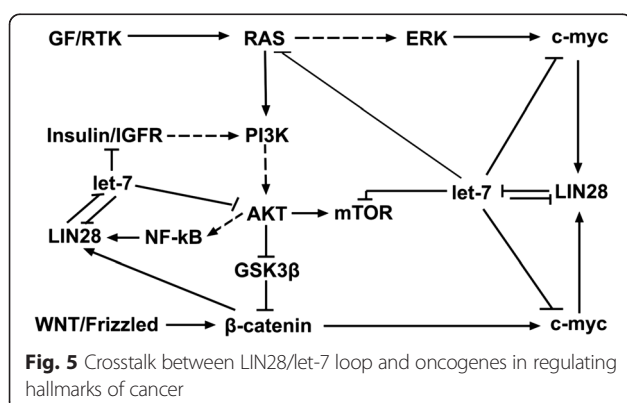 GF/RTK RAS ERK c-myc
Insulin/IGFR PI3K
let-7 let-7 LIN28
AKT mTOR
LIN28 NF-kB
GSK3β
WNT/Frizzled β-catenin c-myc
Fig. 5 Crosstalk between LIN28/let-7 loop and oncogenes in regulating
hallmarks of cancer